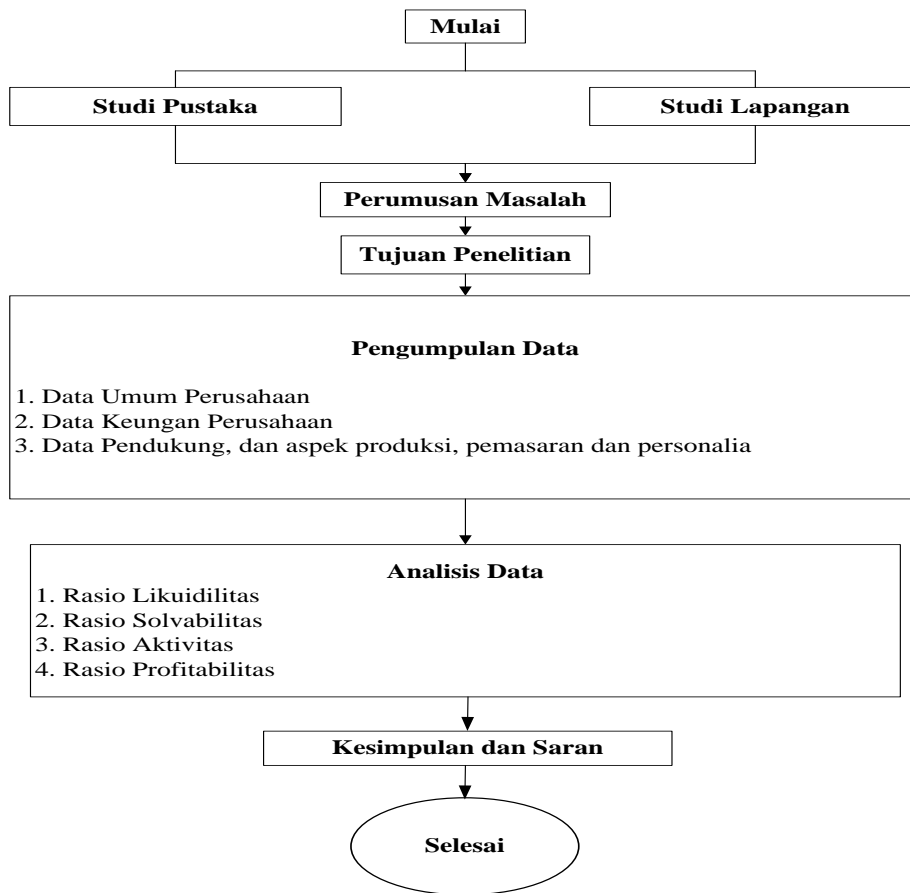 Mulai
Studi Pustaka
Studi Lapangan
Perumusan Masalah
Tujuan Penelitian
Pengumpulan Data
1. Data Umum Perusahaan
2. Data Keungan Perusahaan
3. Data Pendukung, dan aspek produksi, pemasaran dan personalia
Analisis Data
1. Rasio Likuidilitas
2. Rasio Solvabilitas
3. Rasio Aktivitas
4. Rasio Profitabilitas
Kesimpulan dan Saran
Selesai